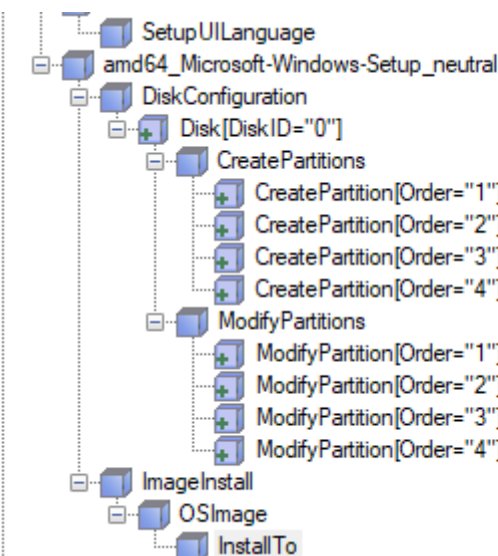 SetupUILanguage
amd64_Microsoft-Windows-Setup_neutral
DiskConfiguration
Disk[DiskID="0"]
CreatePartitions
CreatePartition[Order="1"]
CreatePartition[Order="2"]
CreatePartition[Order="3"]
CreatePartition[Order="4"]
ModifyPartitions
ModifyPartition[Order="1"]
ModifyPartition[Order="2"]
ModifyPartition[Order="3"]
ModifyPartition[Order="4"]
ImageInstall
OSImage
InstallTo